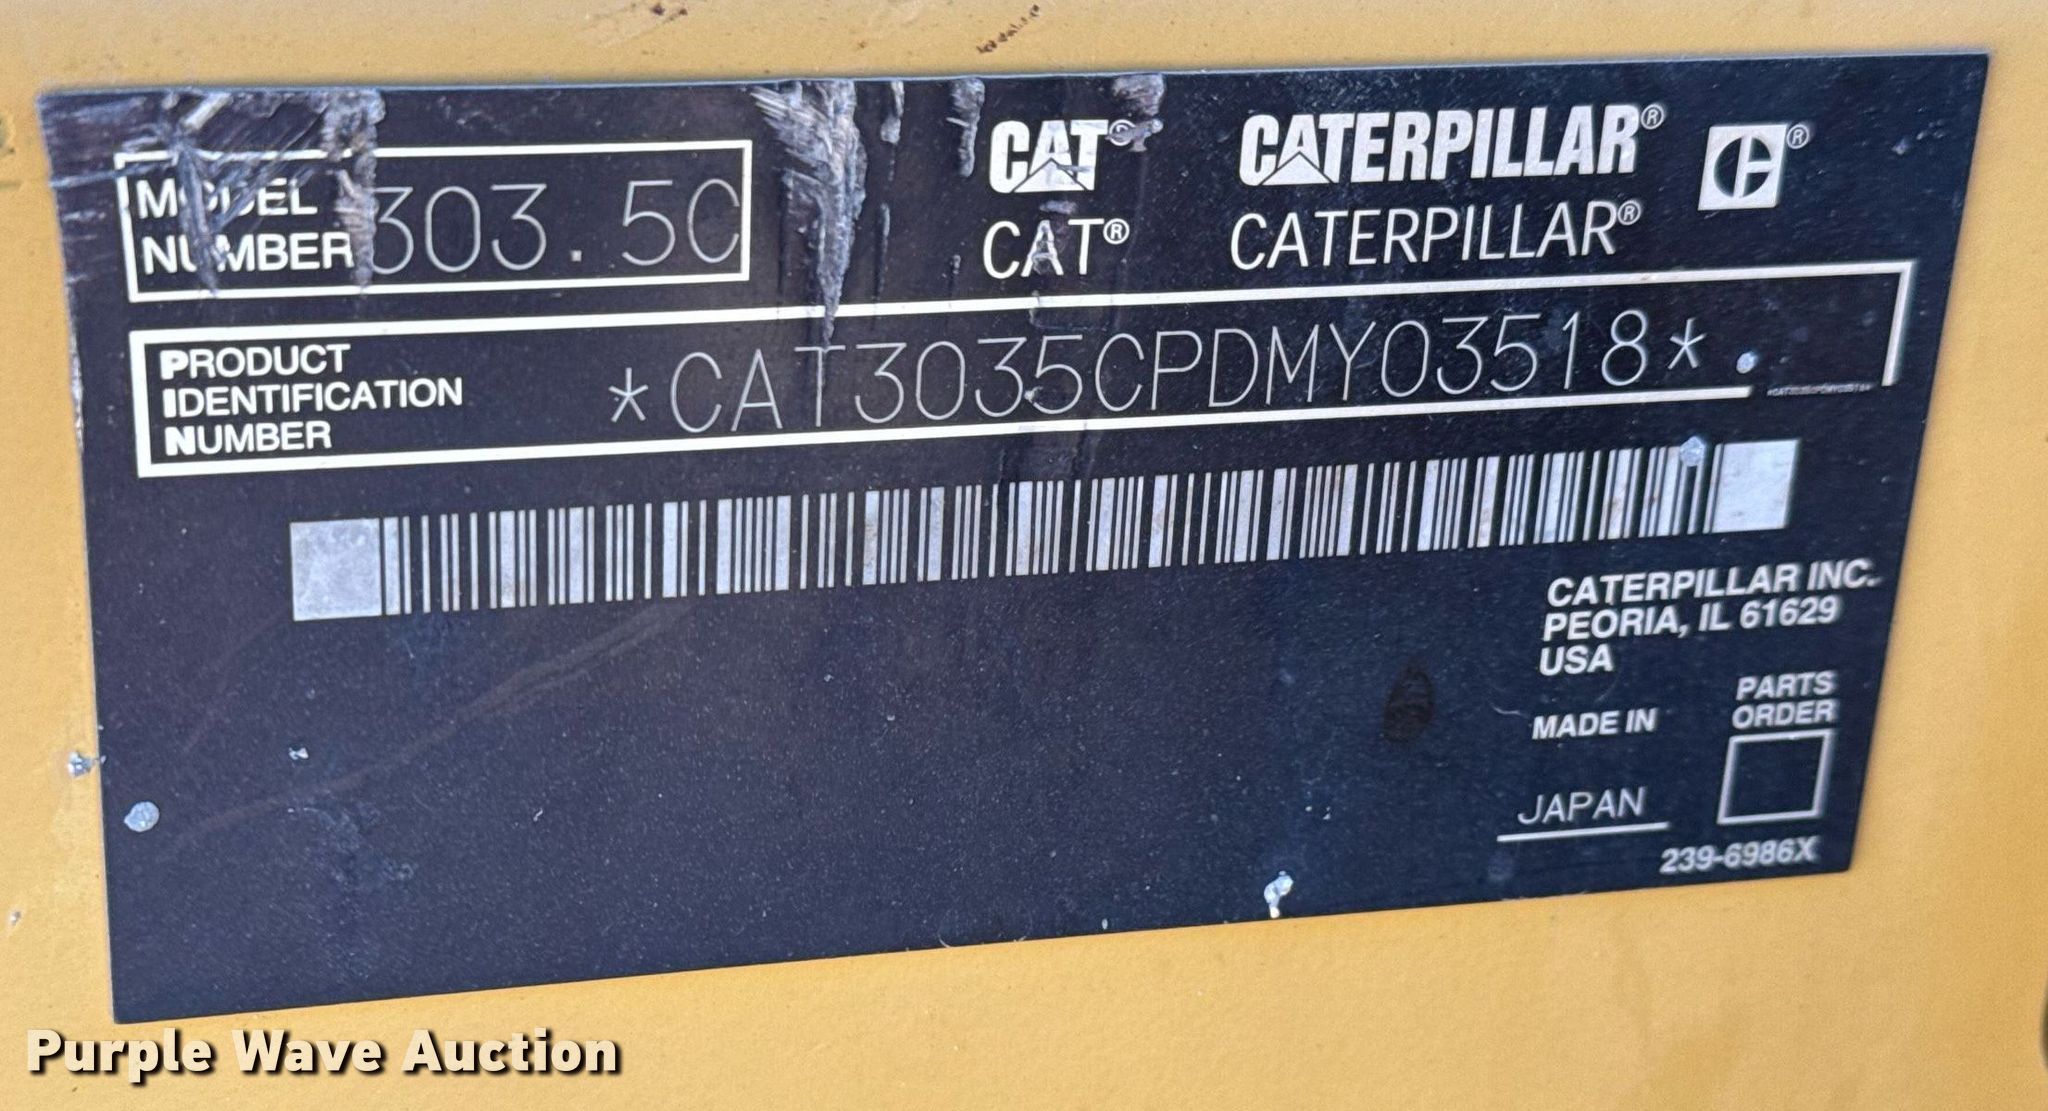 MODEL
NUMBER
303.5C
CAT®
CATERPILLAR®
®
CAT®
CATERPILLAR®
PRODUCT
IDENTIFICATION
NUMBER
*CAT3035CPDMY03518*.
CATERPILLAR INC.
PEORIA, IL 61629
USA
MADE IN
JAPAN
PARTS
ORDER
239-6986X
Purple Wave Auction